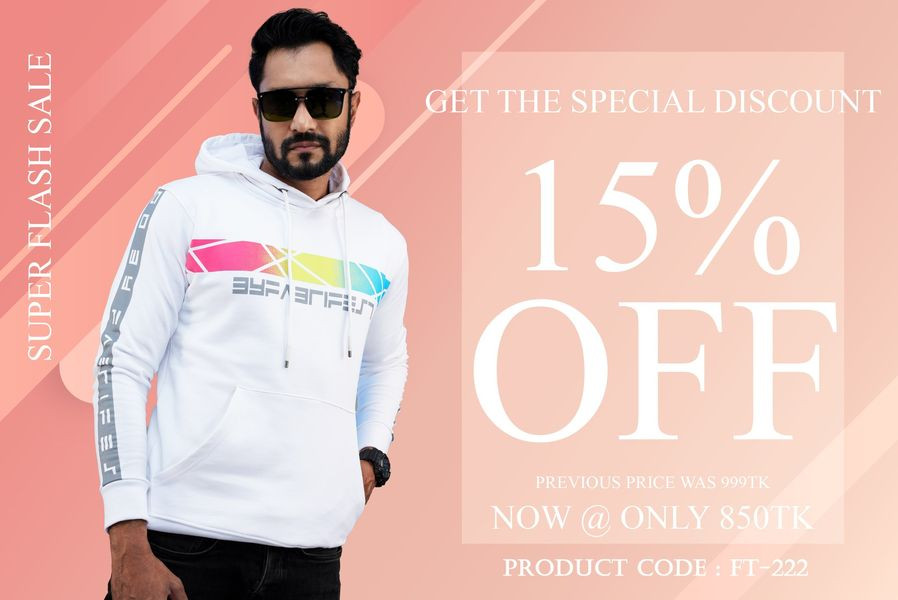 SUPER FLASH SALE
GET THE SPECIAL DISCOUNT
15%
OFF
PREVIOUS PRICE WAS 999TK
NOW @ ONLY 850TK
PRODUCT CODE : FT-222
BYFABRIFEST